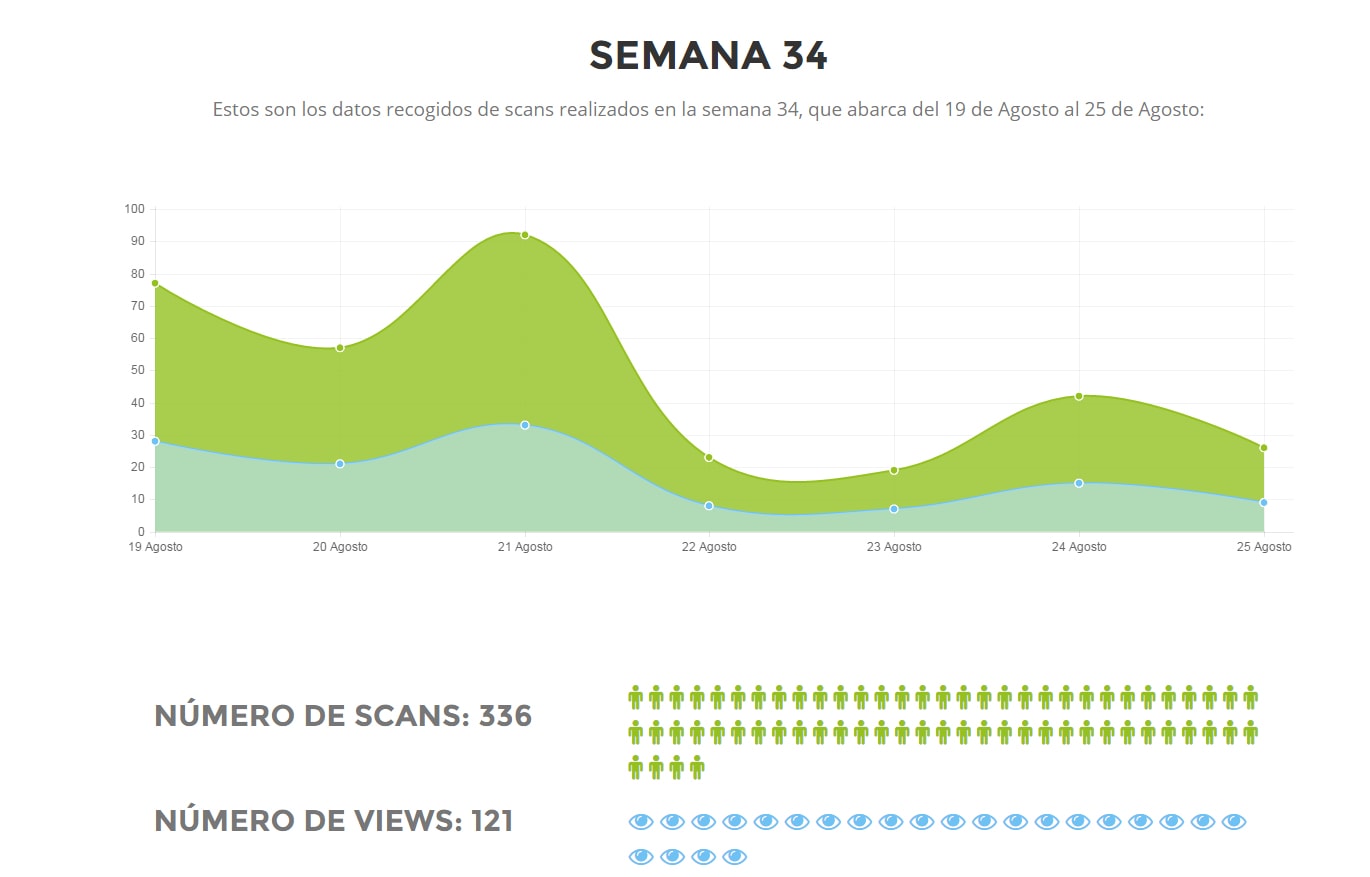 SEMANA 34
Estos son los datos recogidos de scans realizados en la semana 34, que abarca del 19 de Agosto al 25 de Agosto:
100
90
80
70
60
50
40
30
20
10
0
19 Agosto 20 Agosto 21 Agosto 22 Agosto 23 Agosto 24 Agosto 25 Agosto
NÚMERO DE SCANS: 336
NÚMERO DE VIEWS: 121